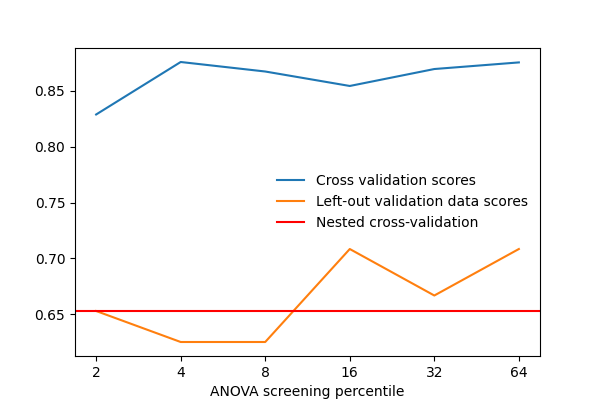 0.85
0.80
0.75
0.70
0.65
Cross validation scores
Left-out validation data scores
Nested cross-validation
2 4 8 16 32 64
ANOVA screening percentile